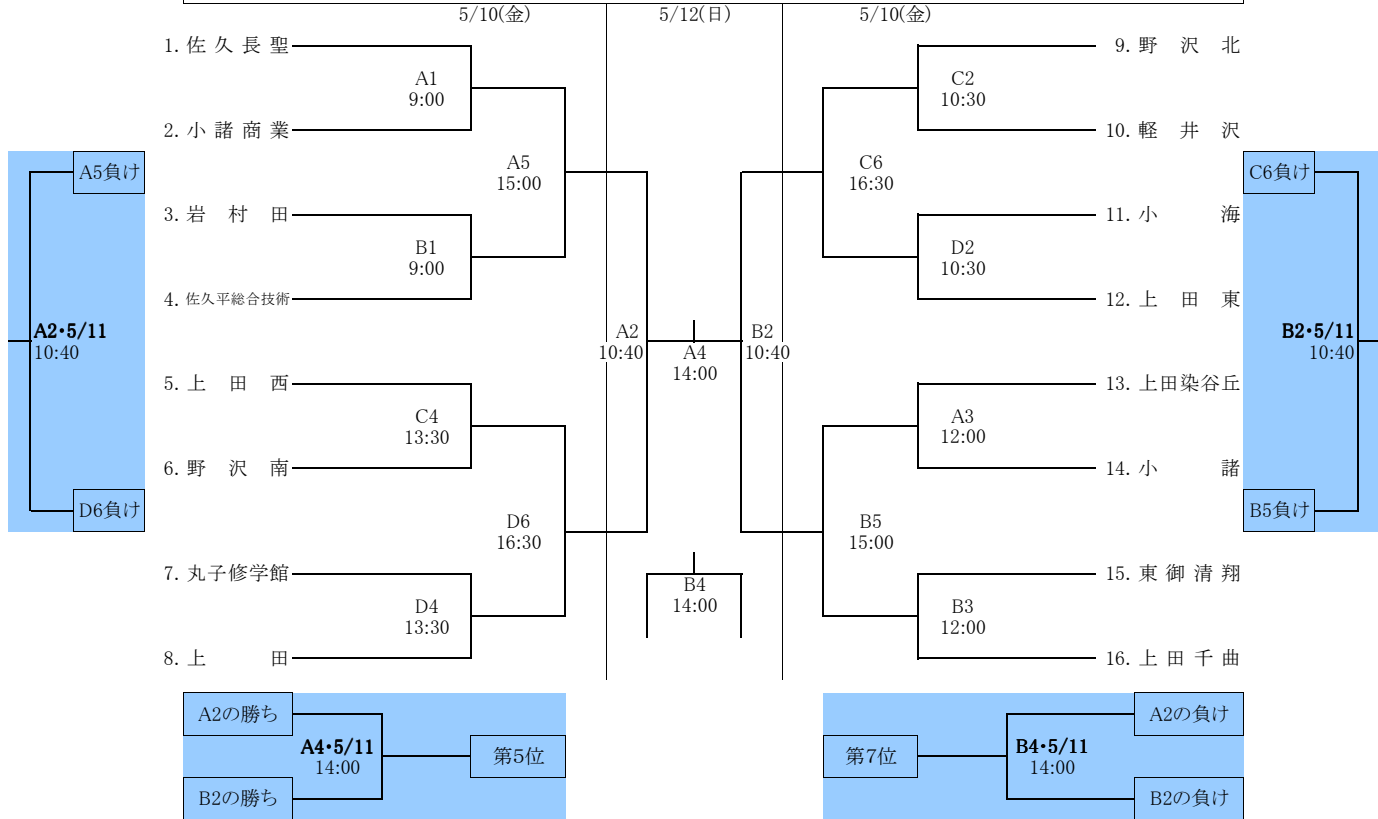 5/10(金) 5/12(日) 5/10(金)
1. 佐久長聖
A1
9:00
2. 小諸商業
A5
15:00
3. 岩村田
B1
9:00
4. 佐久平総合技術
5. 上田西
C4
13:30
6. 野沢南
D6
16:30
7. 丸子修学館
D4
13:30
8. 上田
A2
10:40
A4
14:00
B2
10:40
B4
14:00
9. 野沢北
C2
10:30
10. 軽井沢
C6
16:30
11. 小海
D2
10:30
12. 上田東
13. 上田染谷丘
A3
12:00
14. 小諸
B5
15:00
15. 東御清翔
B3
12:00
16. 上田千曲
A5負け
A2・5/11
10:40
D6負け
C6負け
B2・5/11
10:40
B5負け
A2の勝ち
A4・5/11
14:00
第5位
B2の勝ち
A2の負け
第7位
B4・5/11
14:00
B2の負け